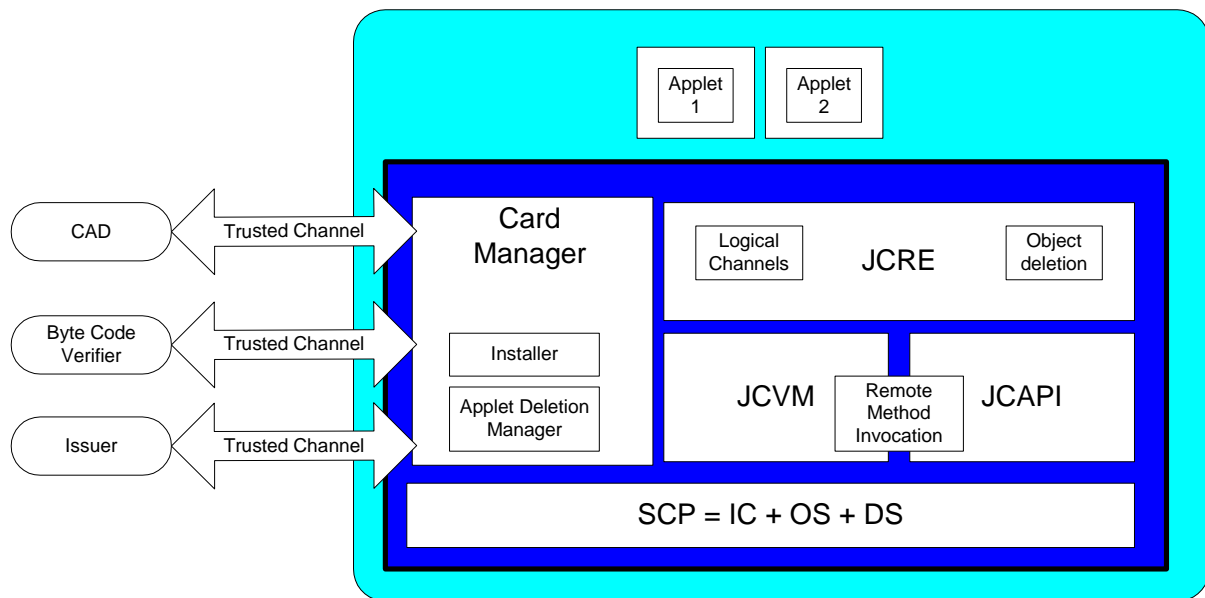 Applet
1
Applet
2
CAD
Trusted Channel
Byte Code
Verifier
Trusted Channel
Issuer
Trusted Channel
Card
Manager
Installer
Applet Deletion
Manager
Logical
Channels
JCRE
Object
deletion
JCVM
Remote
Method
Invocation
JCAPI
SCP = IC + OS + DS